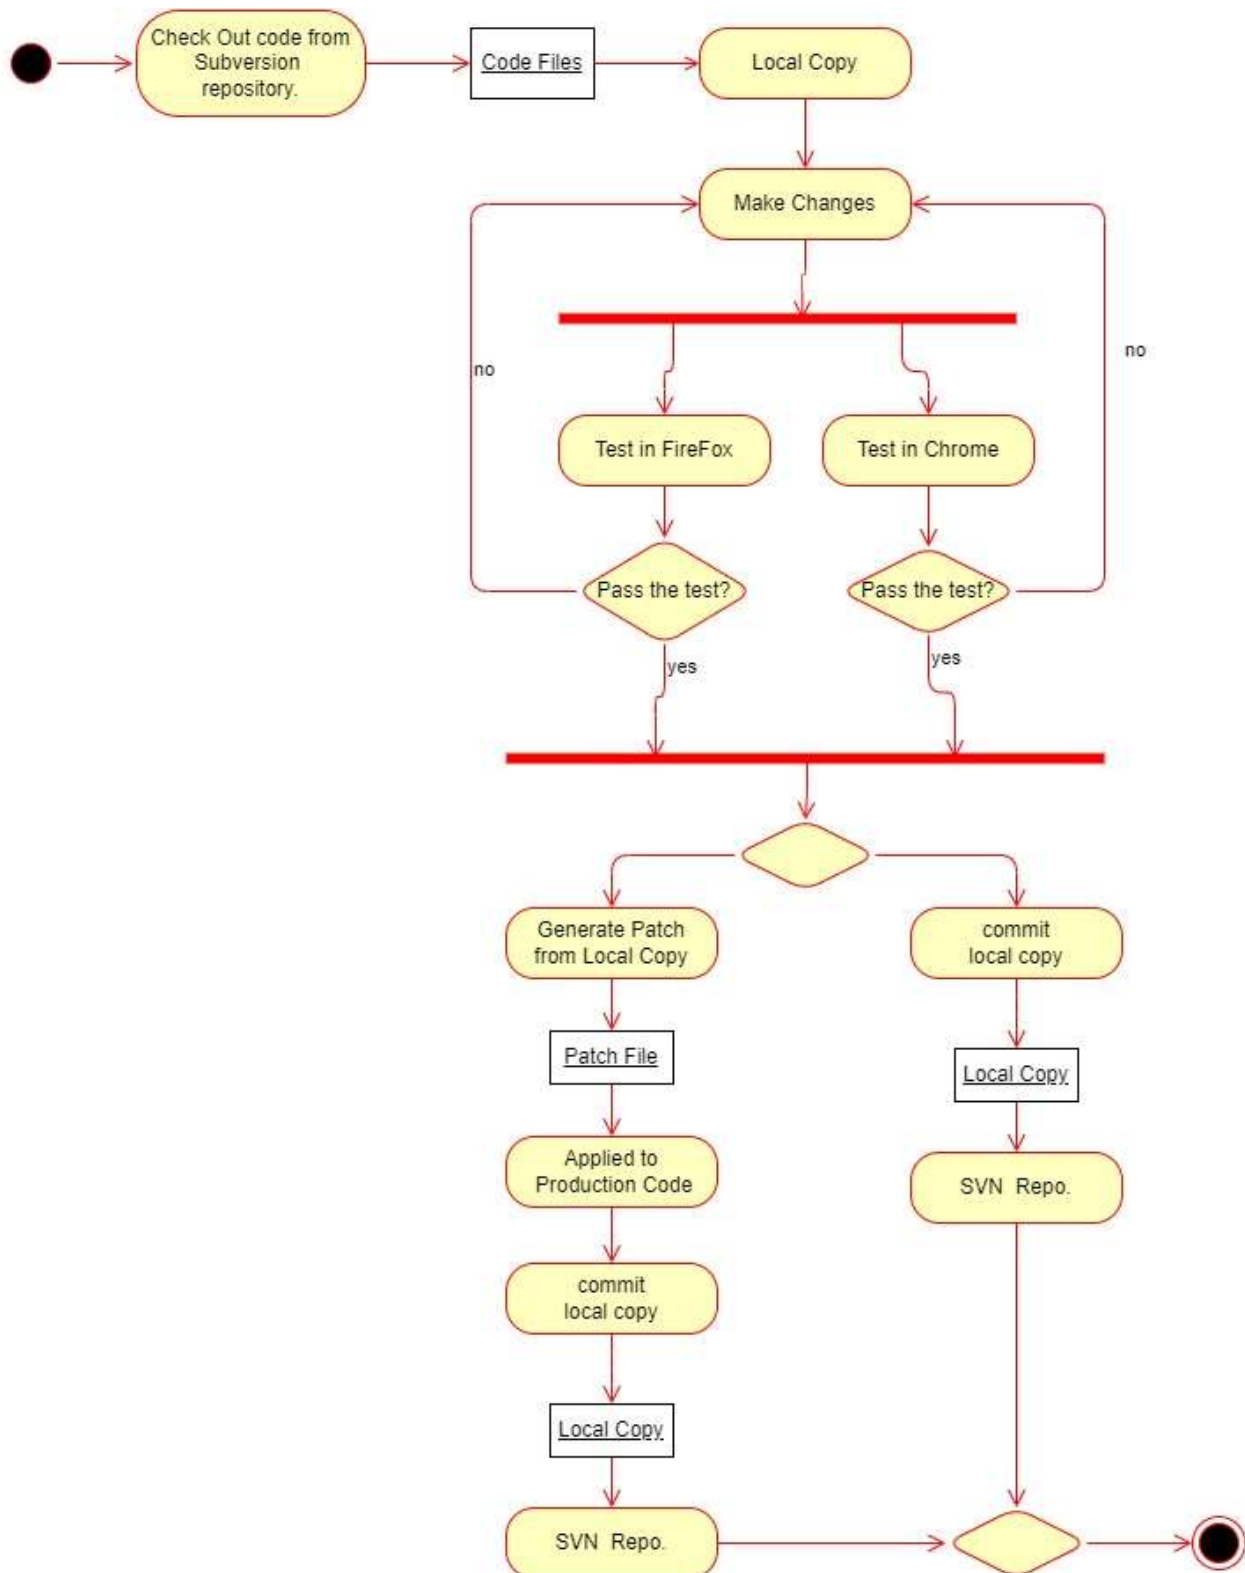 Check Out code from
Subversion
repository.
Code Files
Local Copy
Make Changes
no
no
Test in FireFox
Test in Chrome
Pass the test?
Pass the test?
yes
yes
Generate Patch
from Local Copy
commit
local copy
Patch File
Local Copy
Applied to
Production Code
SVN  Repo.
commit
local copy
Local Copy
SVN  Repo.